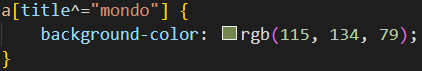 a[title^="mondo"] {
    background-color: rgb(115, 134, 79);
}